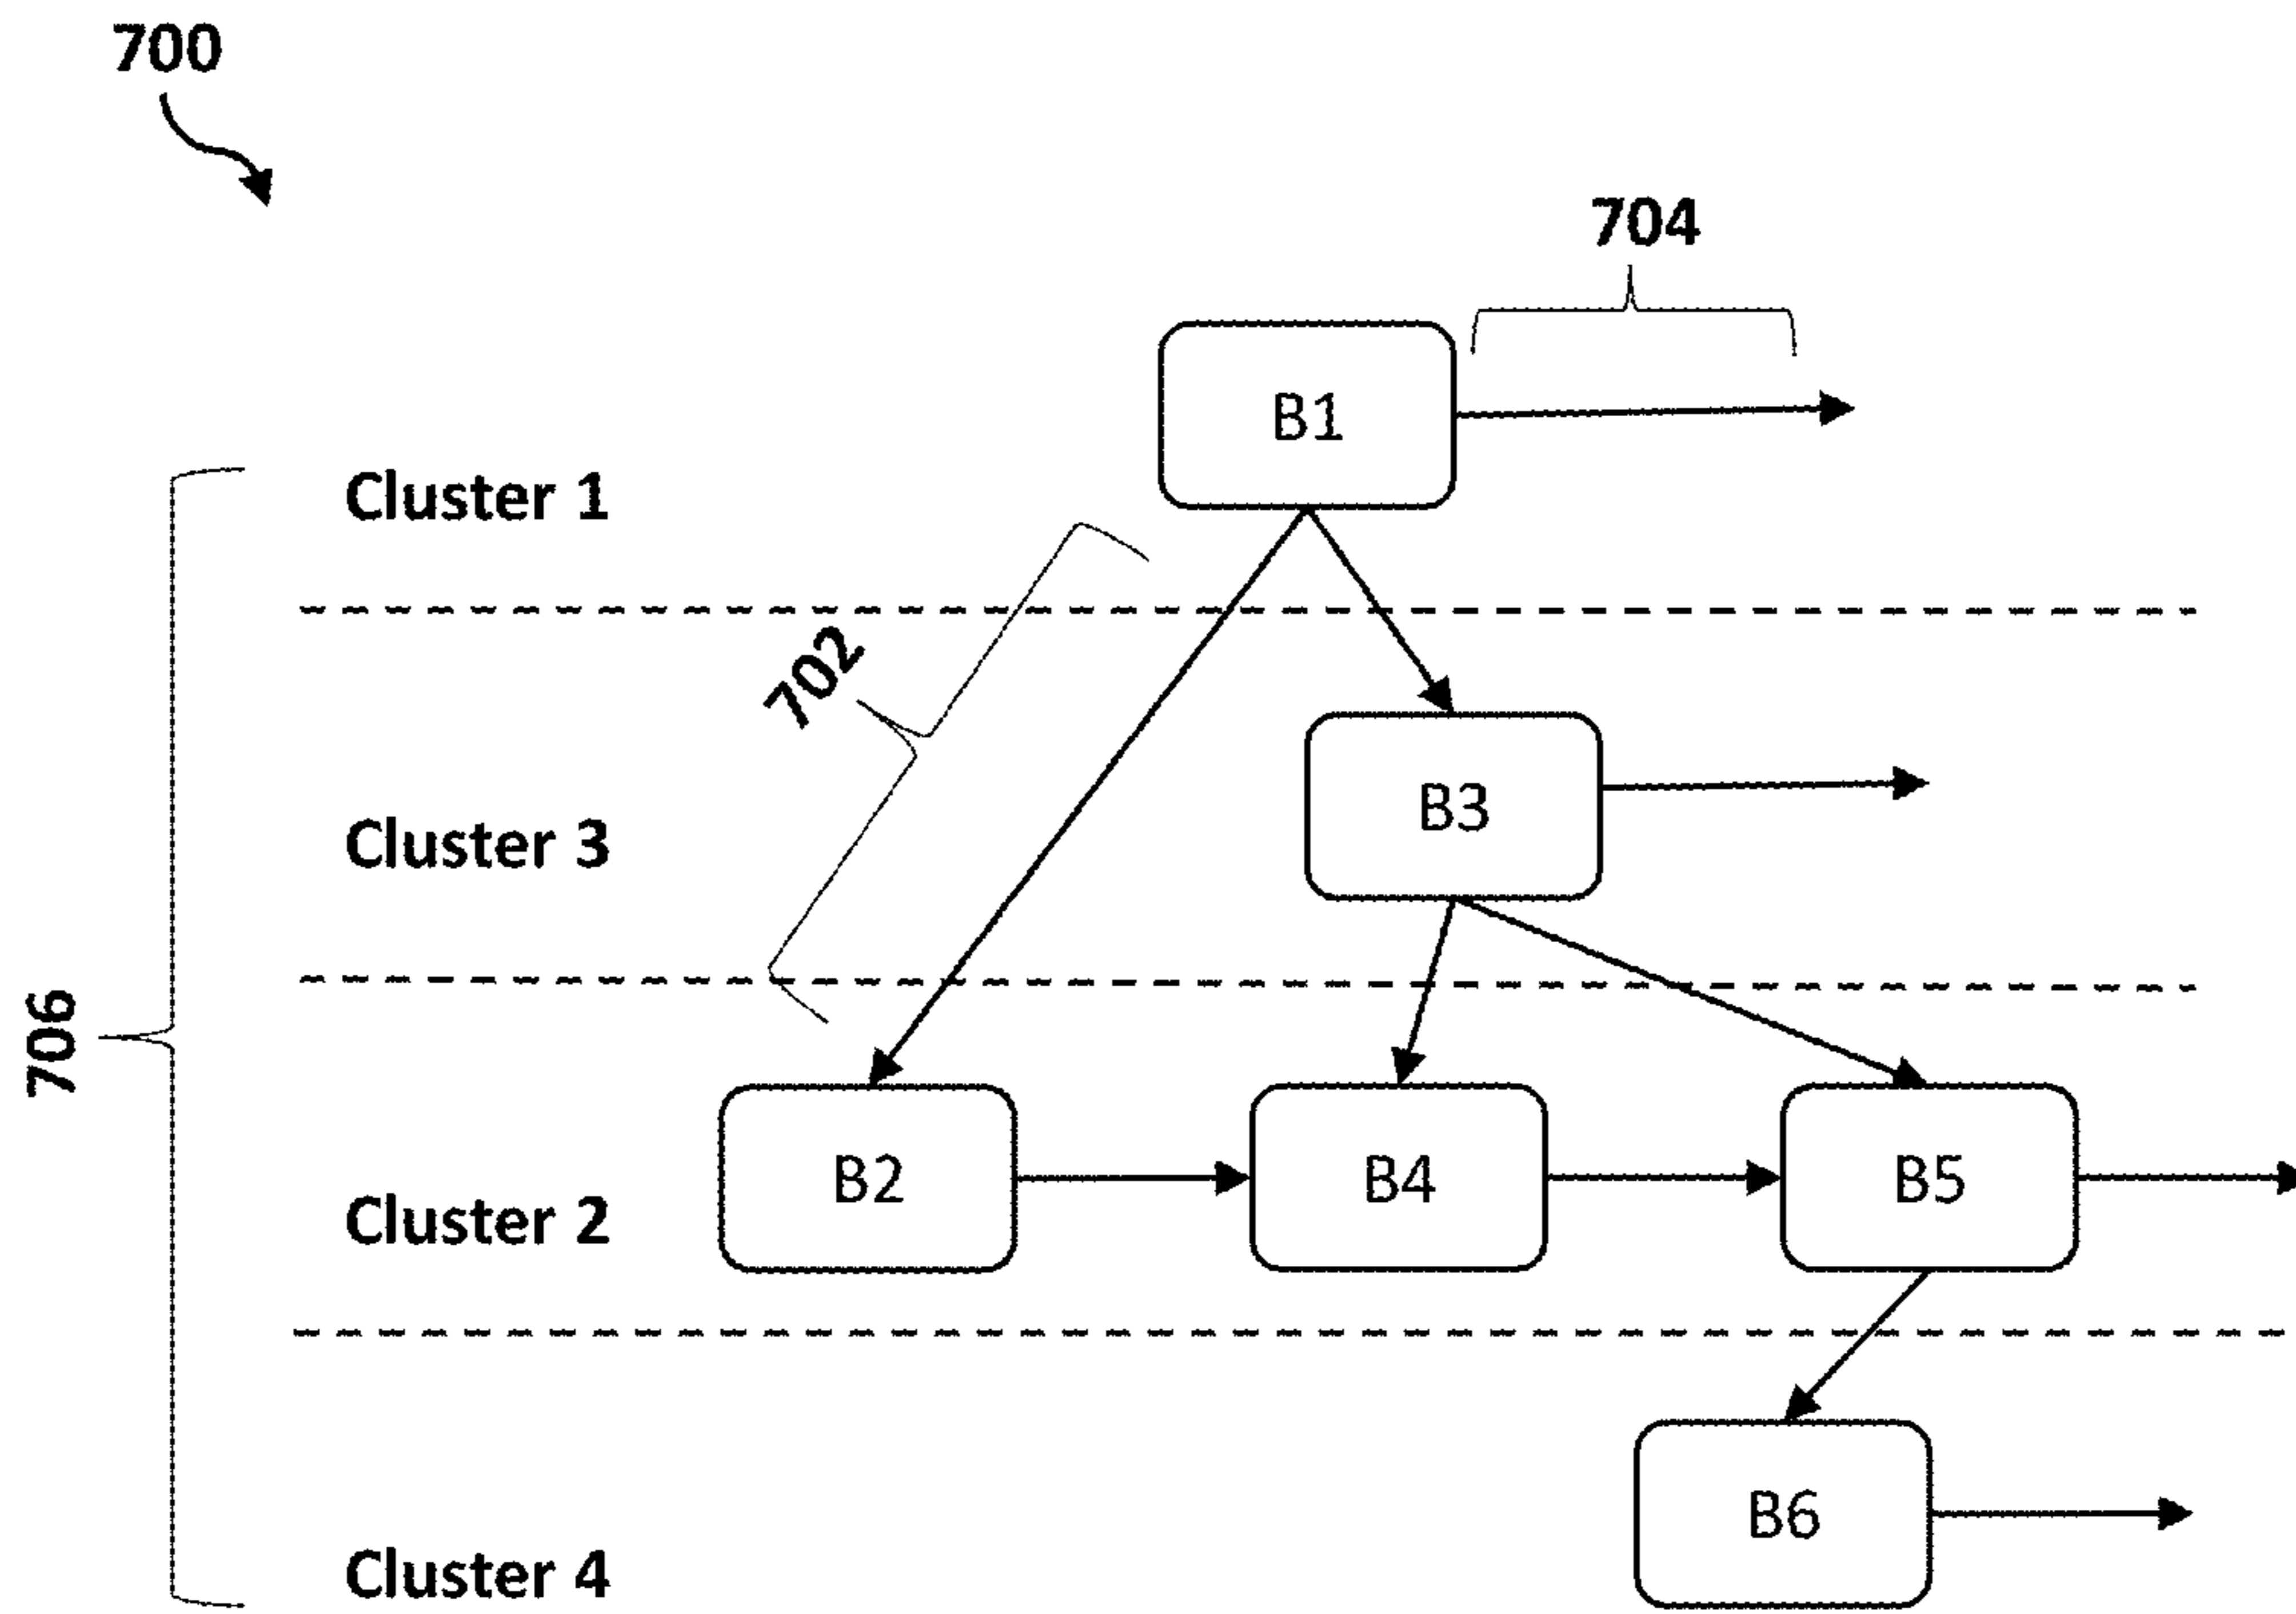 700
704
B1
Cluster 1
702
B3
Cluster 3
706
B2
B4
B5
Cluster 2
B6
Cluster 4